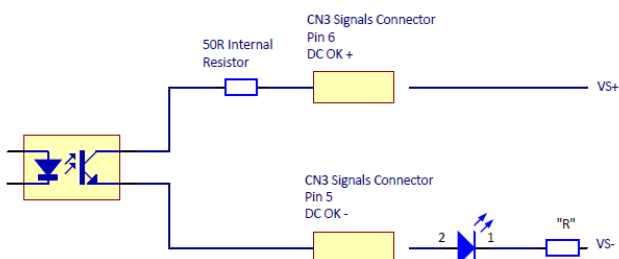 CN3 Signals Connector
Pin 6
DC OK +
50R Internal
Resistor
VS+
CN3 Signals Connector
Pin 5
DC OK -
2
1
"R"
VS-